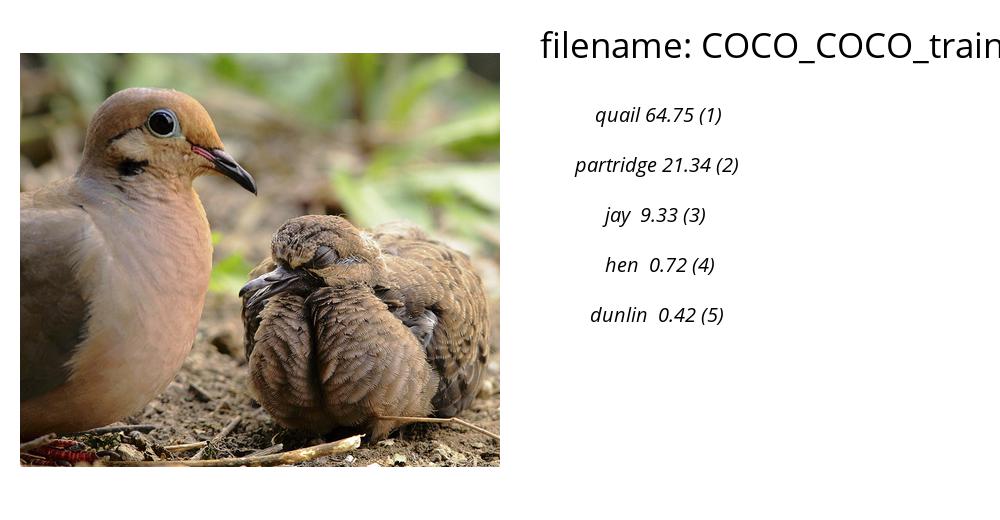 filename: COCO_COCO_train
quail 64.75 (1)
partridge 21.34 (2)
jay 9.33 (3)
hen 0.72 (4)
dunlin 0.42 (5)